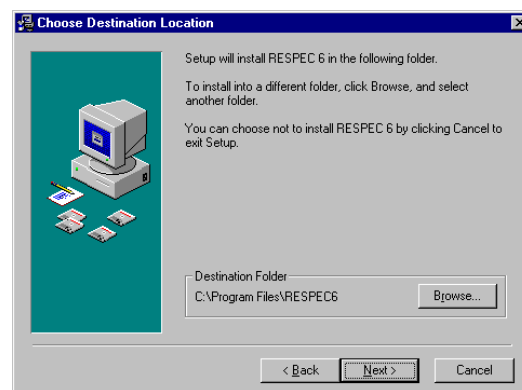 Choose Destination Location
Setup will install RESPEC 6 in the following folder.
To install into a different folder, click Browse, and select
another folder.
You can choose not to install RESPEC 6 by clicking Cancel to
exit Setup.
Destination Folder
C:\Program Files\RESPEC6
Browse...
< Back
Next >
Cancel